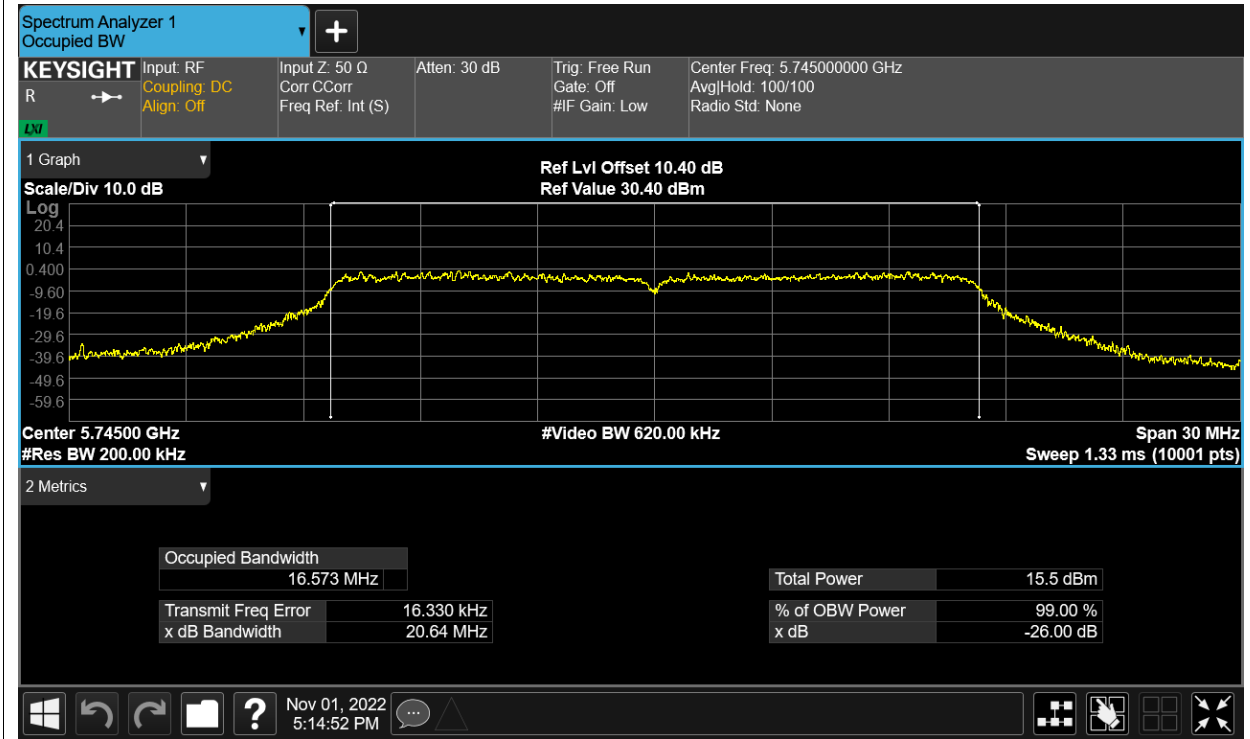 Spectrum Analyzer 1
Occupied BW
KEYSIGHT Input: RF Input Z: 50 Ω Atten: 30 dB Trig: Free Run Center Freq: 5.745000000 GHz
R Coupling: DC Corr CCorr Gate: Off Avg|Hold: 100/100
Align: Off Freq Ref: Int (S) #IF Gain: Low Radio Std: None
LXI
1 Graph
Ref Lvl Offset 10.40 dB
Scale/Div 10.0 dB Ref Value 30.40 dBm
Log
20.4
10.4
0.400
-9.60
-19.6
-29.6
-39.6
-49.6
-59.6
Center 5.74500 GHz #Video BW 620.00 kHz Span 30 MHz
#Res BW 200.00 kHz Sweep 1.33 ms (10001 pts)
2 Metrics
Occupied Bandwidth
16.573 MHz Total Power 15.5 dBm
Transmit Freq Error 16.330 kHz % of OBW Power 99.00 %
x dB Bandwidth 20.64 MHz x dB -26.00 dB
? Nov 01, 2022
5:14:52 PM